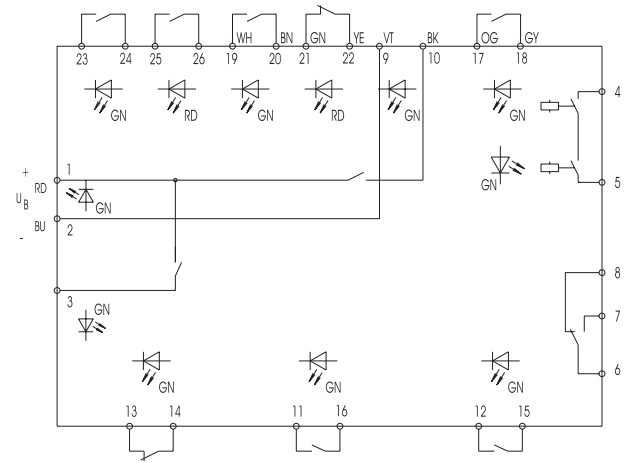 WH BN GN YE VT BK OG GY
23 24 25 26 19 20 21 22 9 10 17 18
GN RD GN RD GN GN
4
+ 1
RD
U B
GN
GN
5
BU 2
-
8
3
GN
7
GN GN GN
6
13 14 11 16 12 15